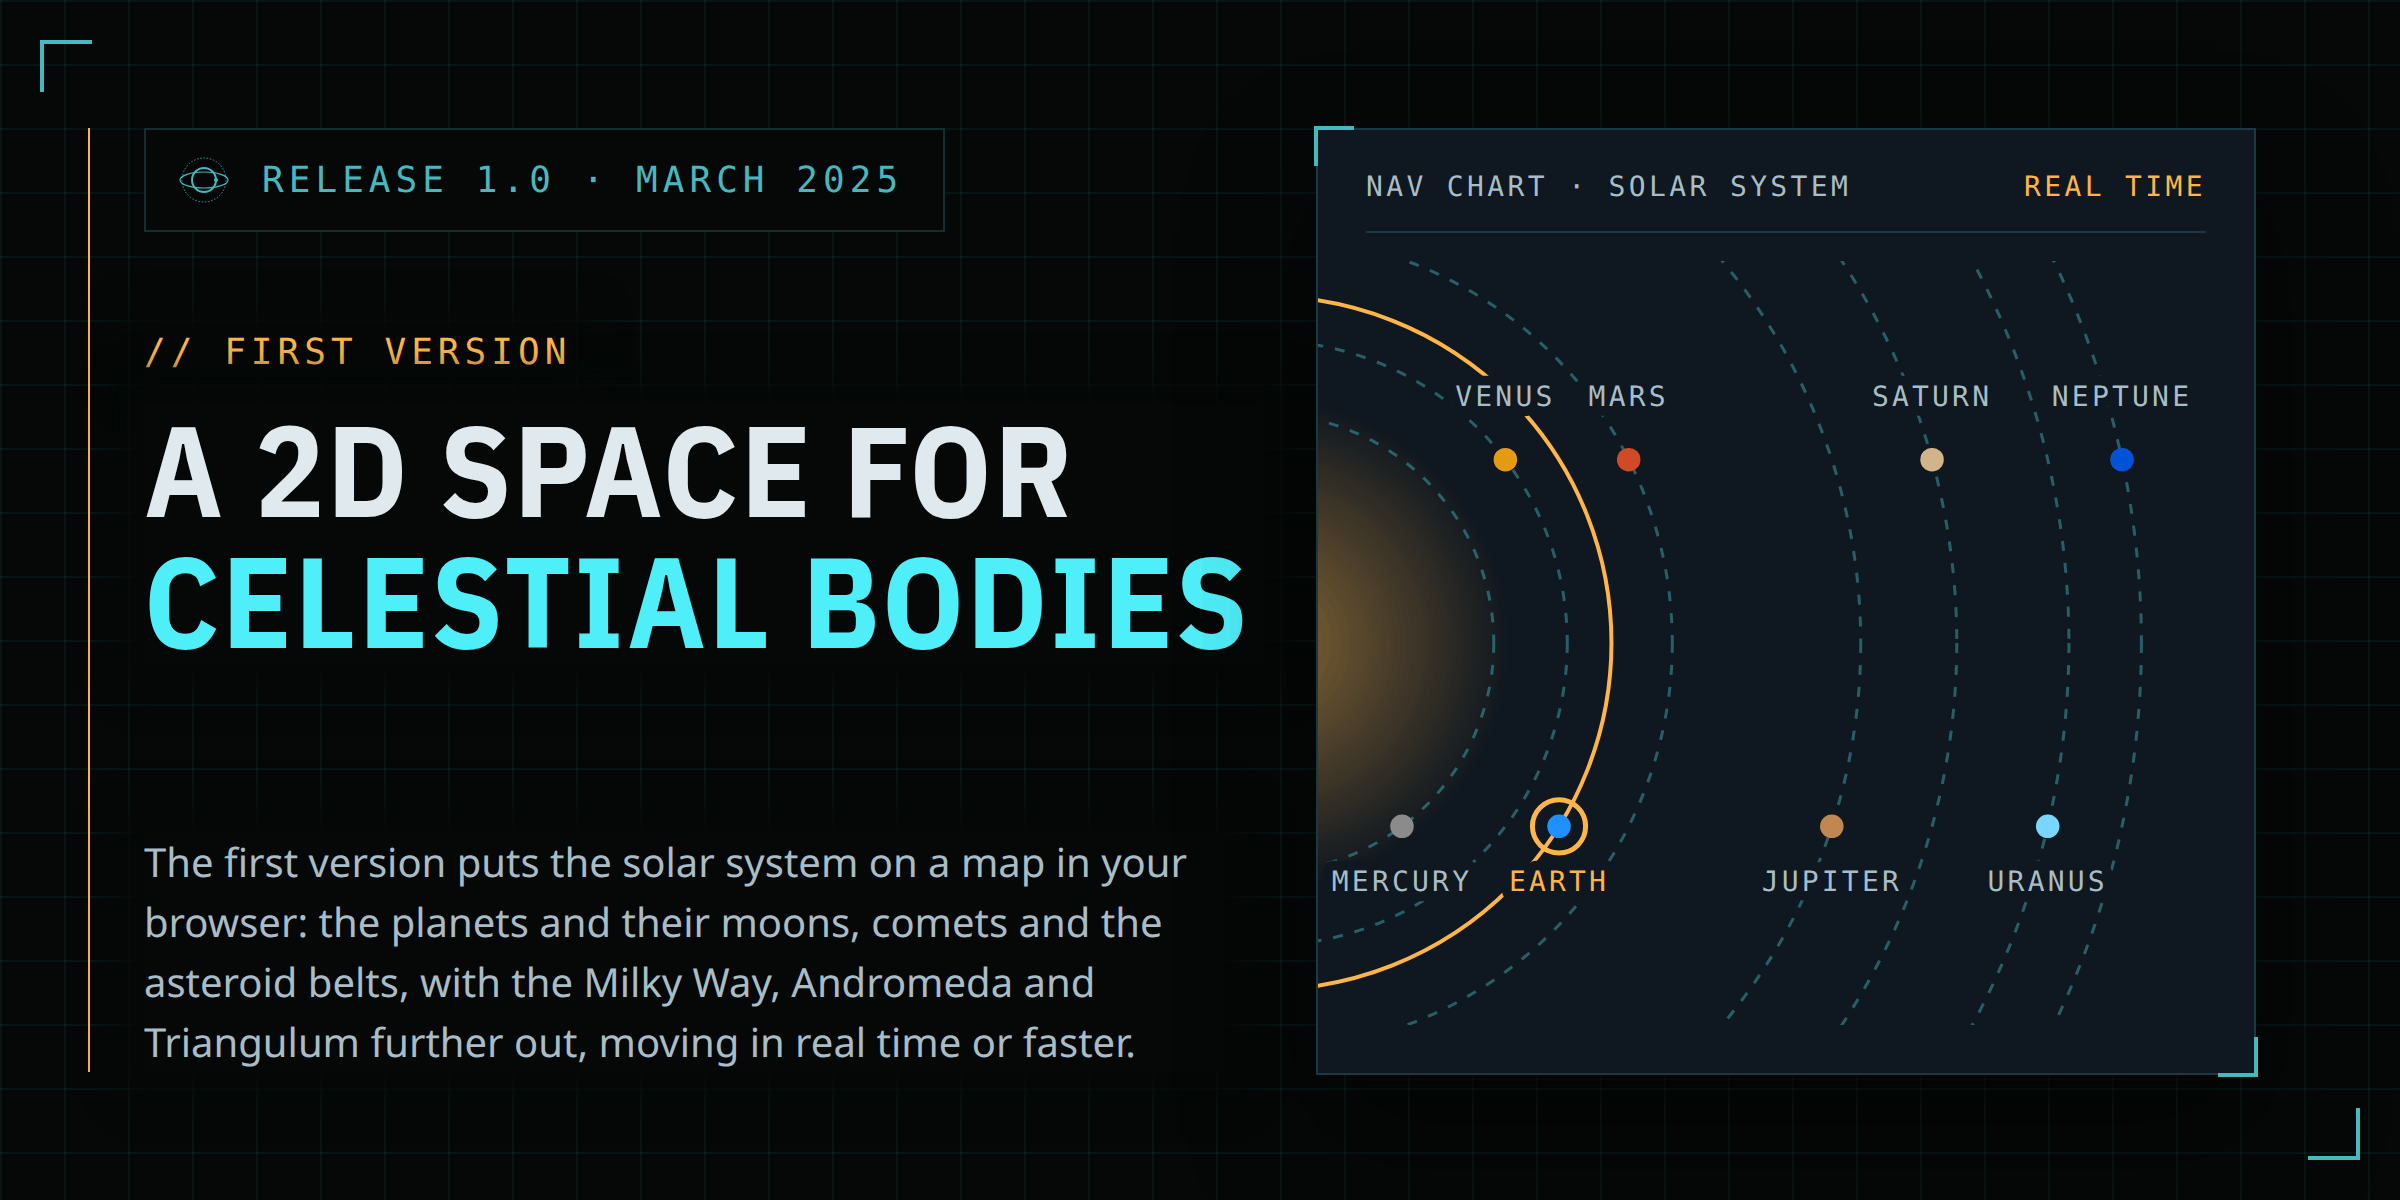 RELEASE 1.0 · MARCH 2025
// FIRST VERSION
A 2D SPACE FOR
CELESTIAL BODIES
The first version puts the solar system on a map in your
browser: the planets and their moons, comets and the
asteroid belts, with the Milky Way, Andromeda and
Triangulum further out, moving in real time or faster.
NAV CHART · SOLAR SYSTEM
REAL TIME
VENUS MARS SATURN NEPTUNE
MERCURY EARTH JUPITER URANUS